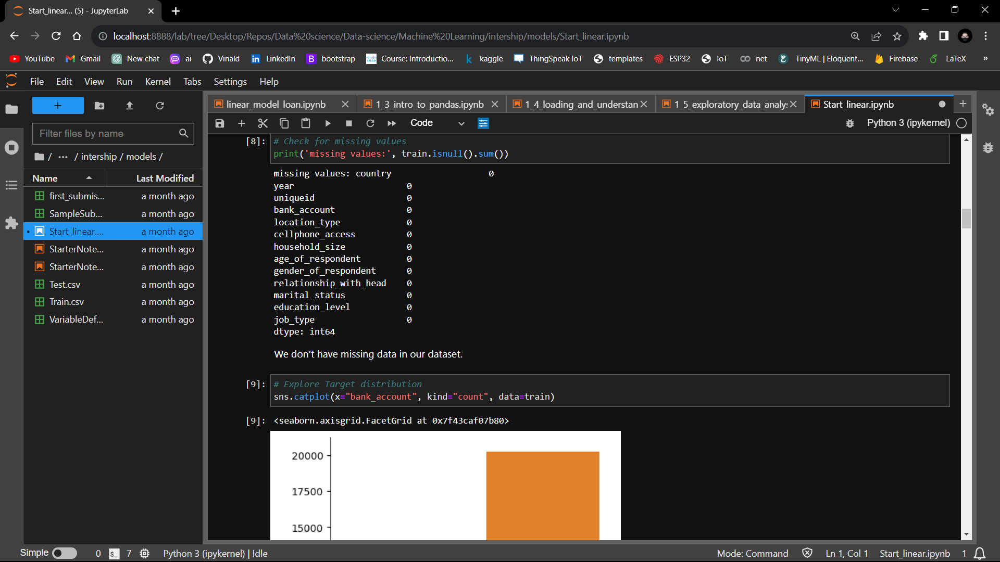 Start_linear... (5) - JupyterLab
localhost:8888/lab/tree/Desktop/Repos/Data%20science/Data-science/Machine%20Learning/intership/models/Start_linear.ipynb
YouTube Gmail New chat ai Vinald LinkedIn bootstrap Course: Introductio... kaggle ThingSpeak IoT templates ESP32 IoT net TinyML | Eloquent... Firebase LaTeX »
File Edit View Run Kernel Tabs Settings Help
linear_model_loan.ipynb 1_3_intro_to_pandas.ipynb 1_4_loading_and_understan 1_5_exploratory_data_analys Start_linear.ipynb
Code Python 3 (ipykernel)
Filter files by name
/ ··· / intership / models /
Name Last Modified
first_submis... a month ago
SampleSub... a month ago
Start_linear.... a month ago
StarterNote... a month ago
StarterNote... a month ago
Test.csv a month ago
Train.csv a month ago
VariableDef... a month ago
[8]: # Check for missing values
print('missing values:', train.isnull().sum())
missing values: country 0
year 0
uniqueid 0
bank_account 0
location_type 0
cellphone_access 0
household_size 0
age_of_respondent 0
gender_of_respondent 0
relationship_with_head 0
marital_status 0
education_level 0
job_type 0
dtype: int64
We don't have missing data in our dataset.
[9]: # Explore Target distribution
sns.catplot(x="bank_account", kind="count", data=train)
[9]: <seaborn.axisgrid.FacetGrid at 0x7f43caf07b80>
20000
17500
15000
Simple 0 $_ 7 Python 3 (ipykernel) | Idle Mode: Command Ln 1, Col 1 Start_linear.ipynb 1